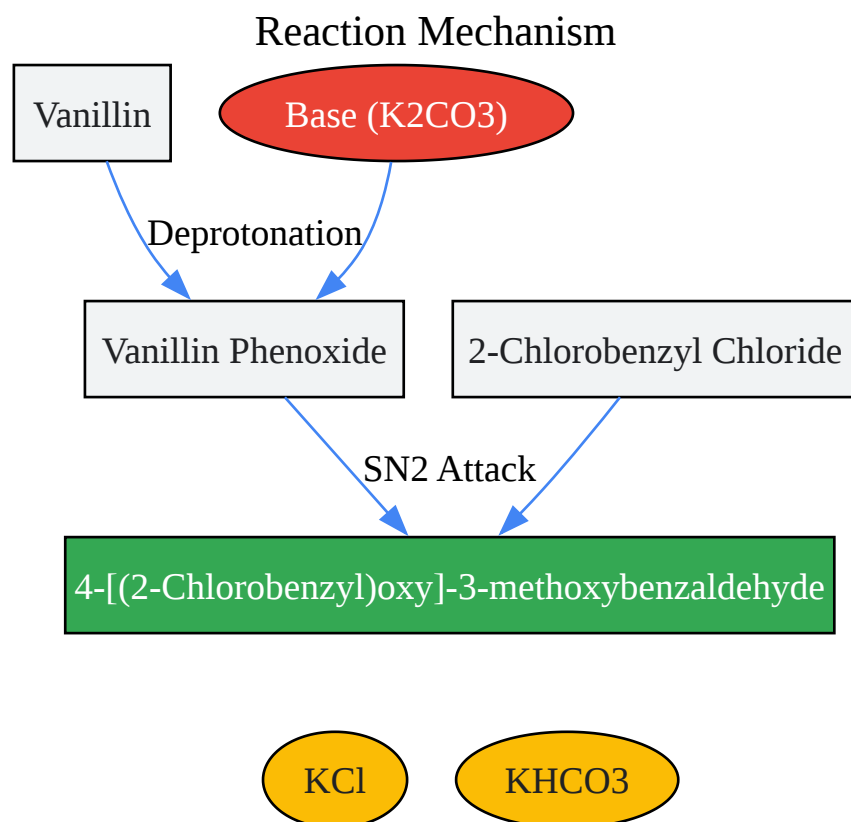 Reaction Mechanism
Vanillin
Base (K2CO3)
Deprotonation
Vanillin Phenoxide
2-Chlorobenzyl Chloride
SN2 Attack
4-[(2-Chlorobenzyl)oxy]-3-methoxybenzaldehyde
KCl
KHCO3